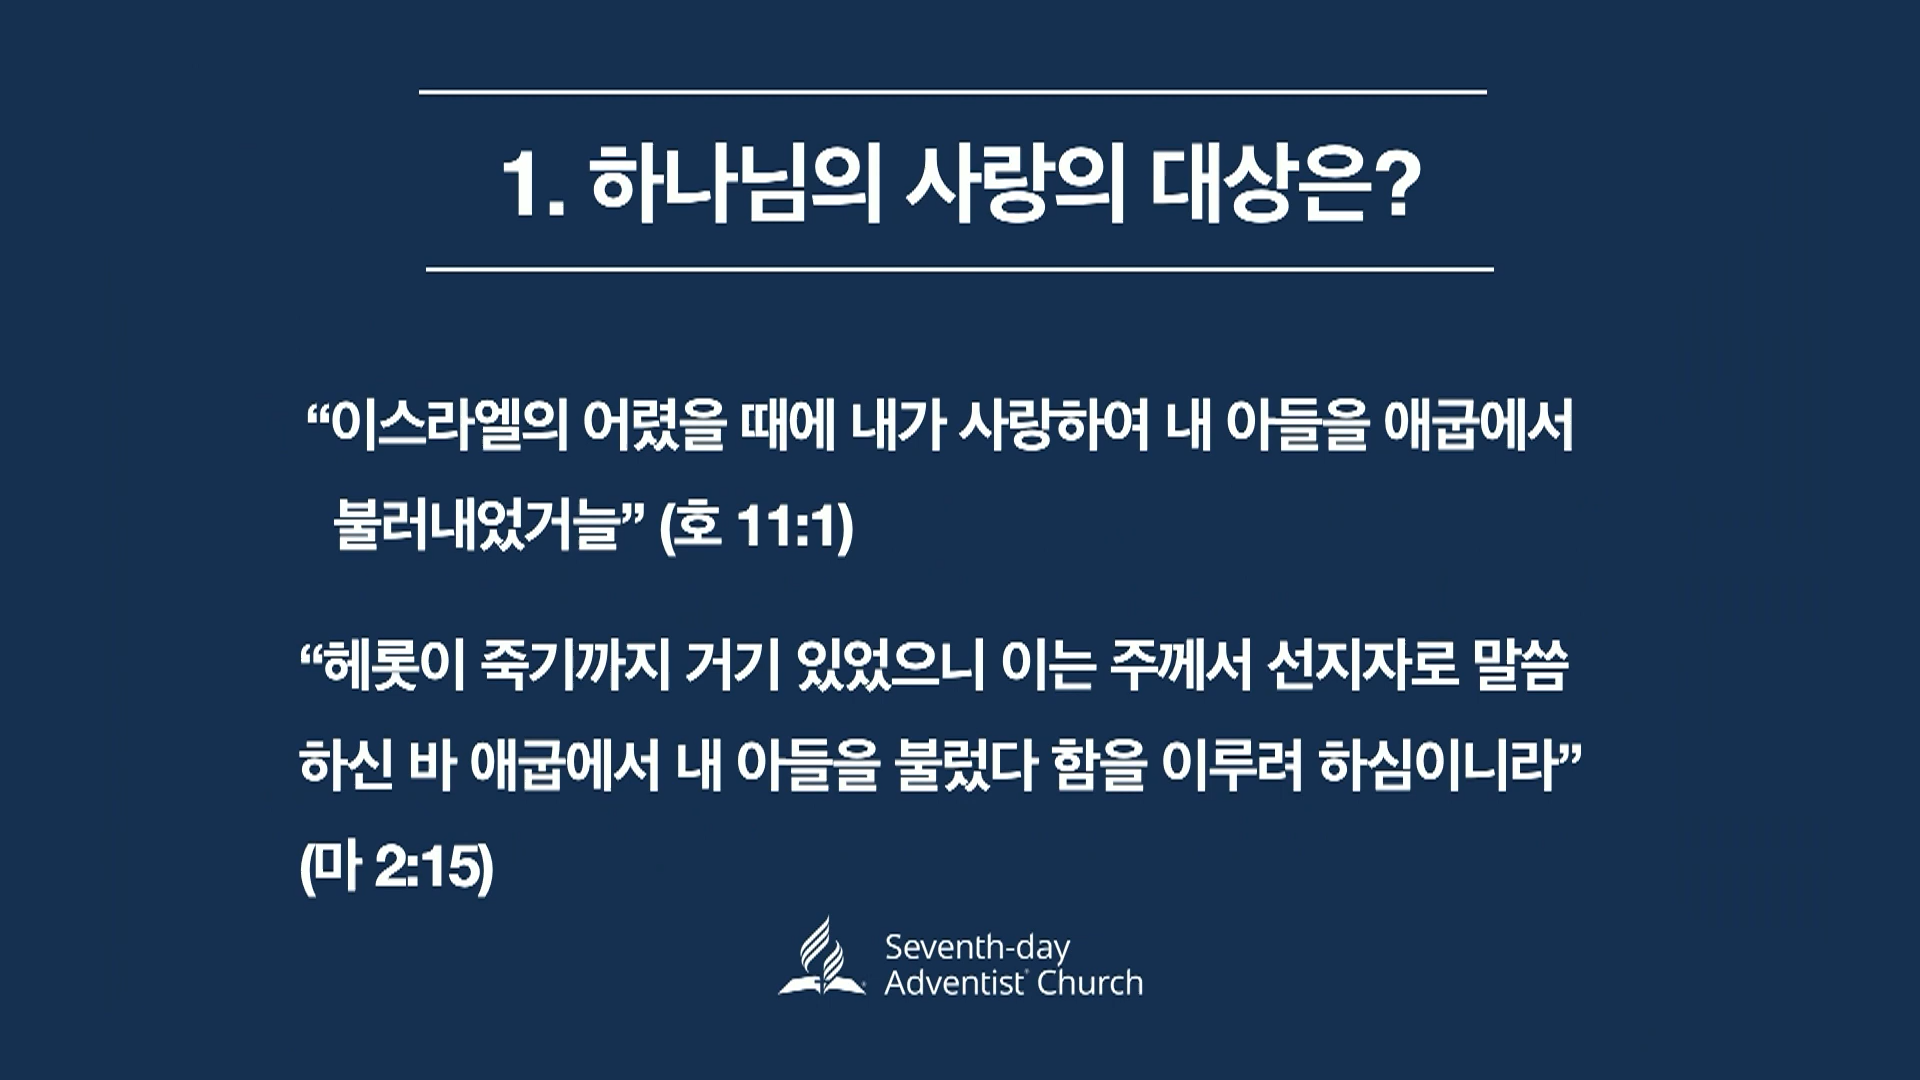 1. 하나님의 사랑의 대상은?
“이스라엘의 어렸을 때에 내가 사랑하여 내 아들을 애굽에서
불러내었거늘” (호 11:1)
“헤롯이 죽기까지 거기 있었으니 이는 주께서 선지자로 말씀
하신 바 애굽에서 내 아들을 불렀다 함을 이루려 하심이니라”
(마 2:15)
Seventh-day
Adventist® Church